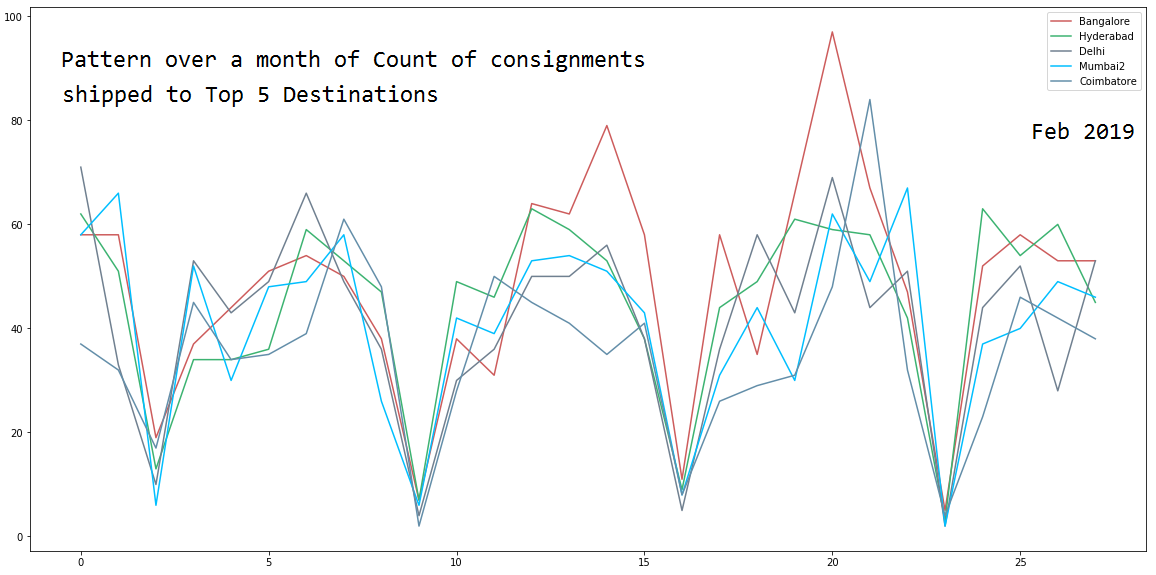 Pattern over a month of Count of consignments
shipped to Top 5 Destinations
Bangalore
Hyderabad
Delhi
Mumbai2
Coimbatore
Feb 2019
100
80
60
40
20
0
0 5 10 15 20 25